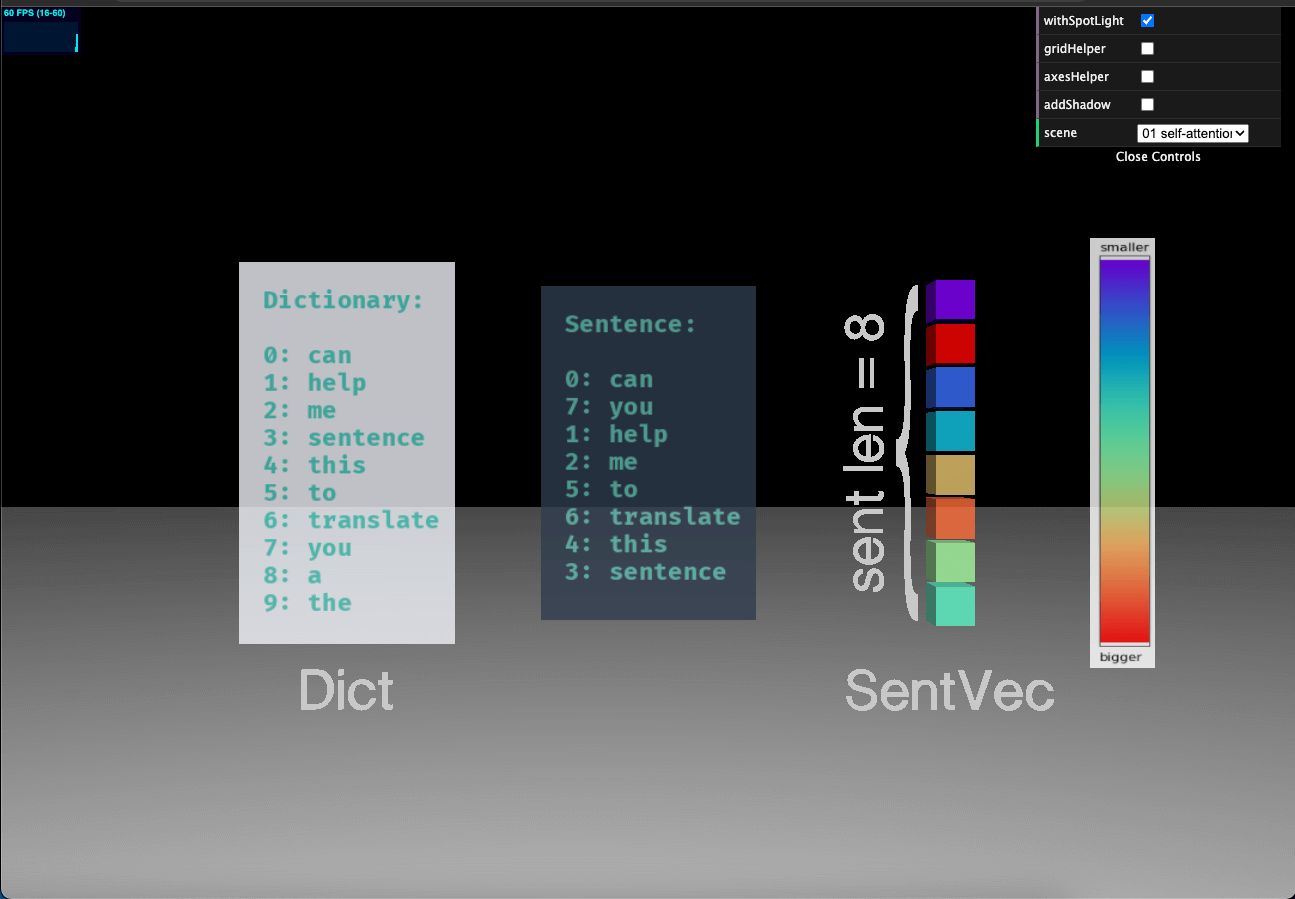 60 FPS (16-60)
withSpotLight
gridHelper
axesHelper
addShadow
scene
01 self-attention
Close Controls
Dictionary:
0: can
1: help
2: me
3: sentence
4: this
5: to
6: translate
7: you
8: a
9: the
Dict
Sentence:
0: can
7: you
1: help
2: me
5: to
6: translate
4: this
3: sentence
sent len = 8
SentVec
smaller
bigger